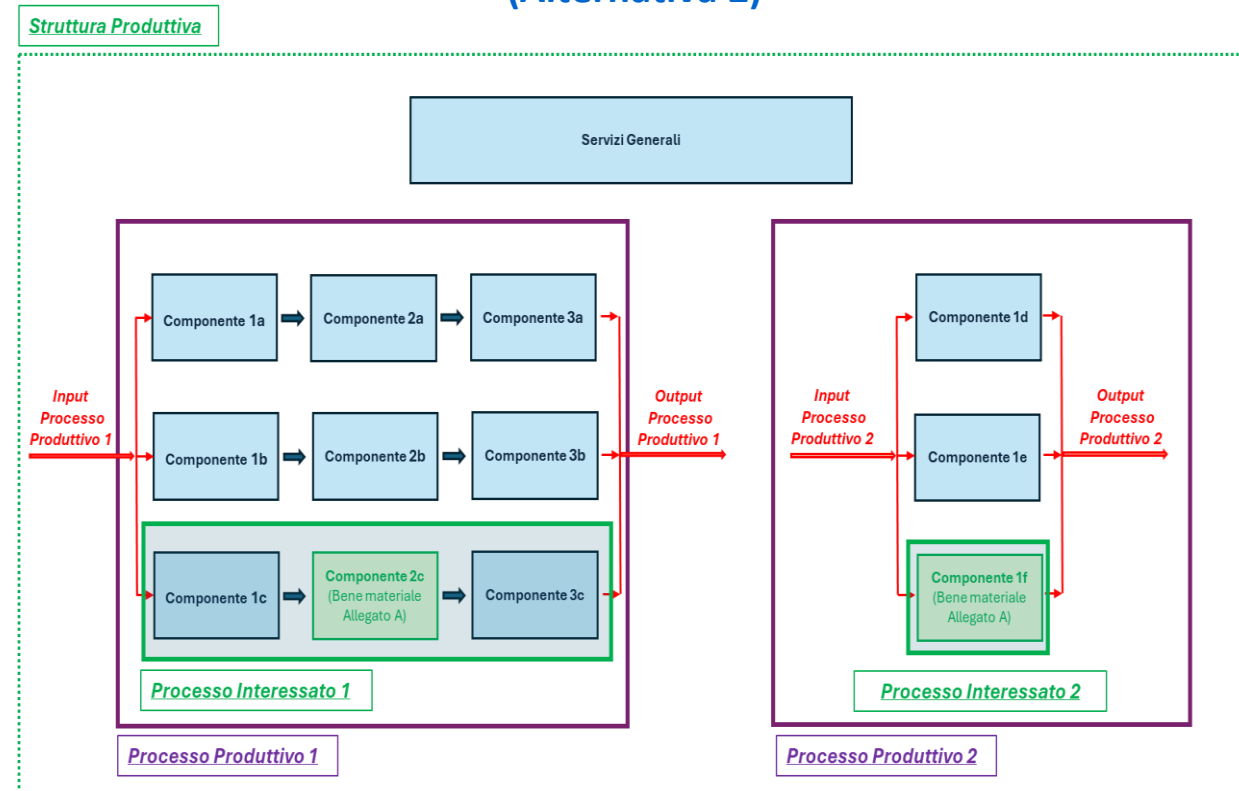 (Alternativa 2)
Struttura Produttiva
Servizi Generali
Componente 1a
Componente 2a
Componente 3a
Input
Processo
Produttivo 1
Componente 1b
Componente 2b
Componente 3b
Output
Processo
Produttivo 1
Componente 1c
Componente 2c
(Bene materiale
Allegato A)
Componente 3c
Processo Interessato 1
Processo Produttivo 1
Componente 1d
Input
Processo
Produttivo 2
Componente 1e
Output
Processo
Produttivo 2
Componente 1f
(Bene materiale
Allegato A)
Processo Interessato 2
Processo Produttivo 2